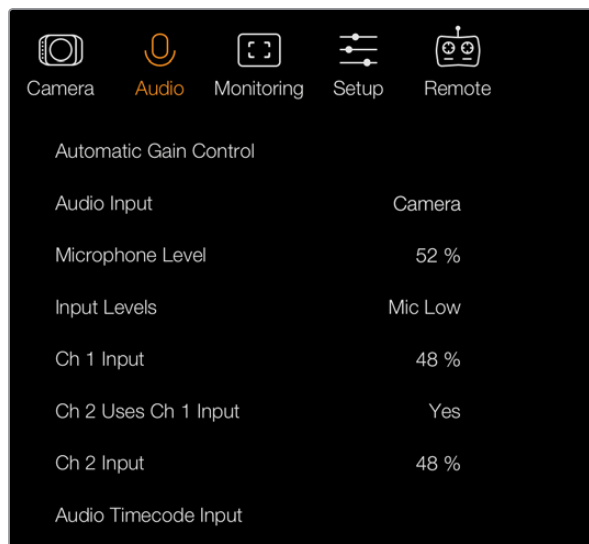 Camera Audio Monitoring Setup Remote
Automatic Gain Control
Audio Input Camera
Microphone Level 52 %
Input Levels Mic Low
Ch 1 Input 48 %
Ch 2 Uses Ch 1 Input Yes
Ch 2 Input 48 %
Audio Timecode Input